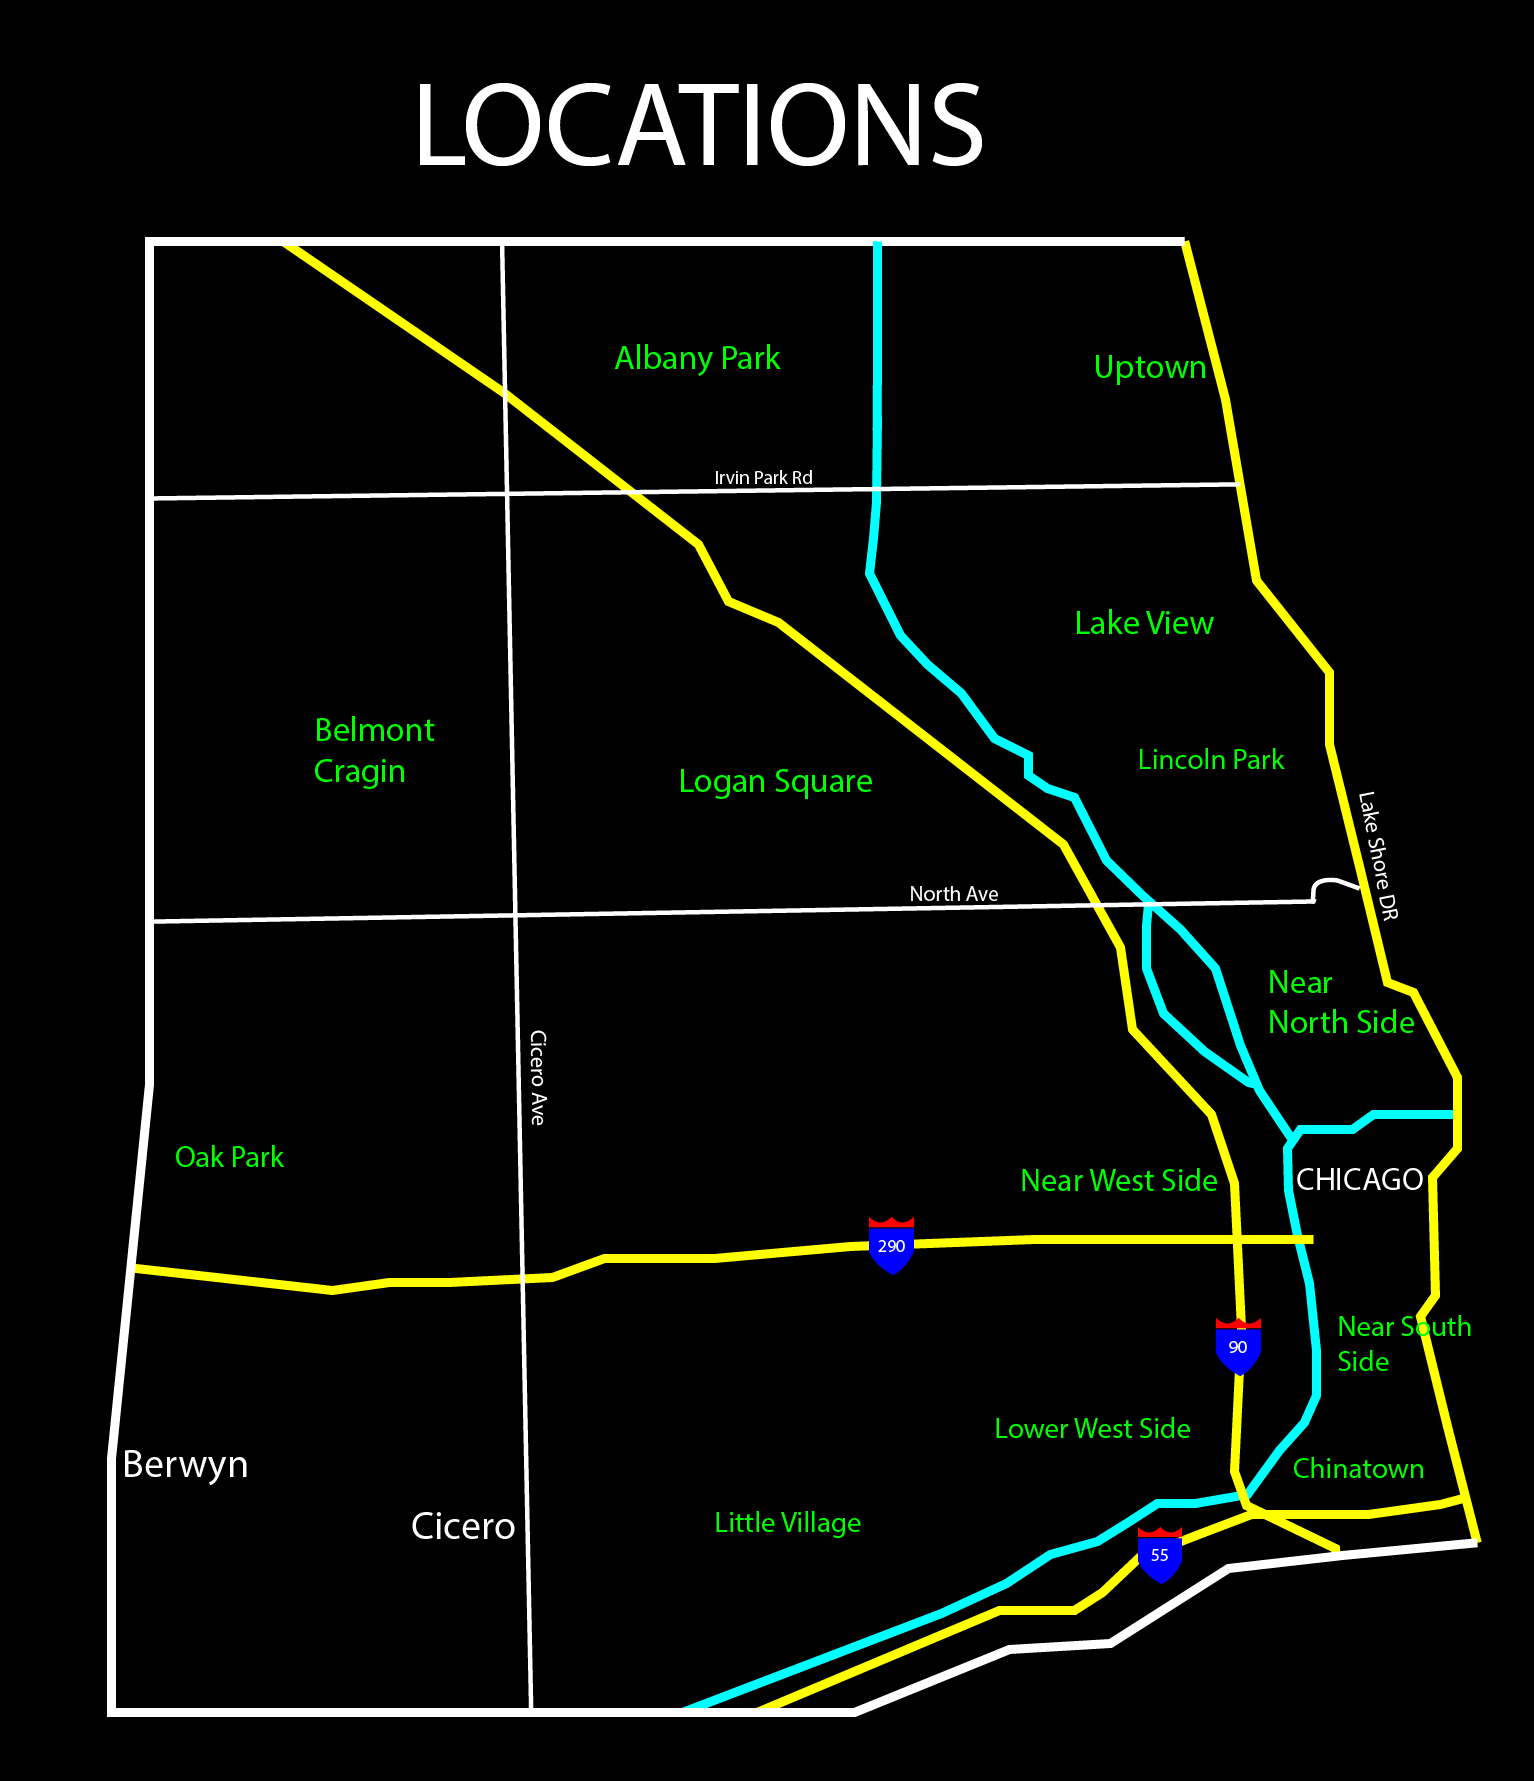 LOCATIONS
Albany Park
Uptown
Irvin Park Rd
Lake View
Belmont
Cragin
Logan Square
Lincoln Park
Lake Shore DR
North Ave
Near
North Side
Cicero Ave
Oak Park
Near West Side
CHICAGO
290
90
Near South
Side
Lower West Side
Berwyn
Chinatown
Cicero
Little Village
55